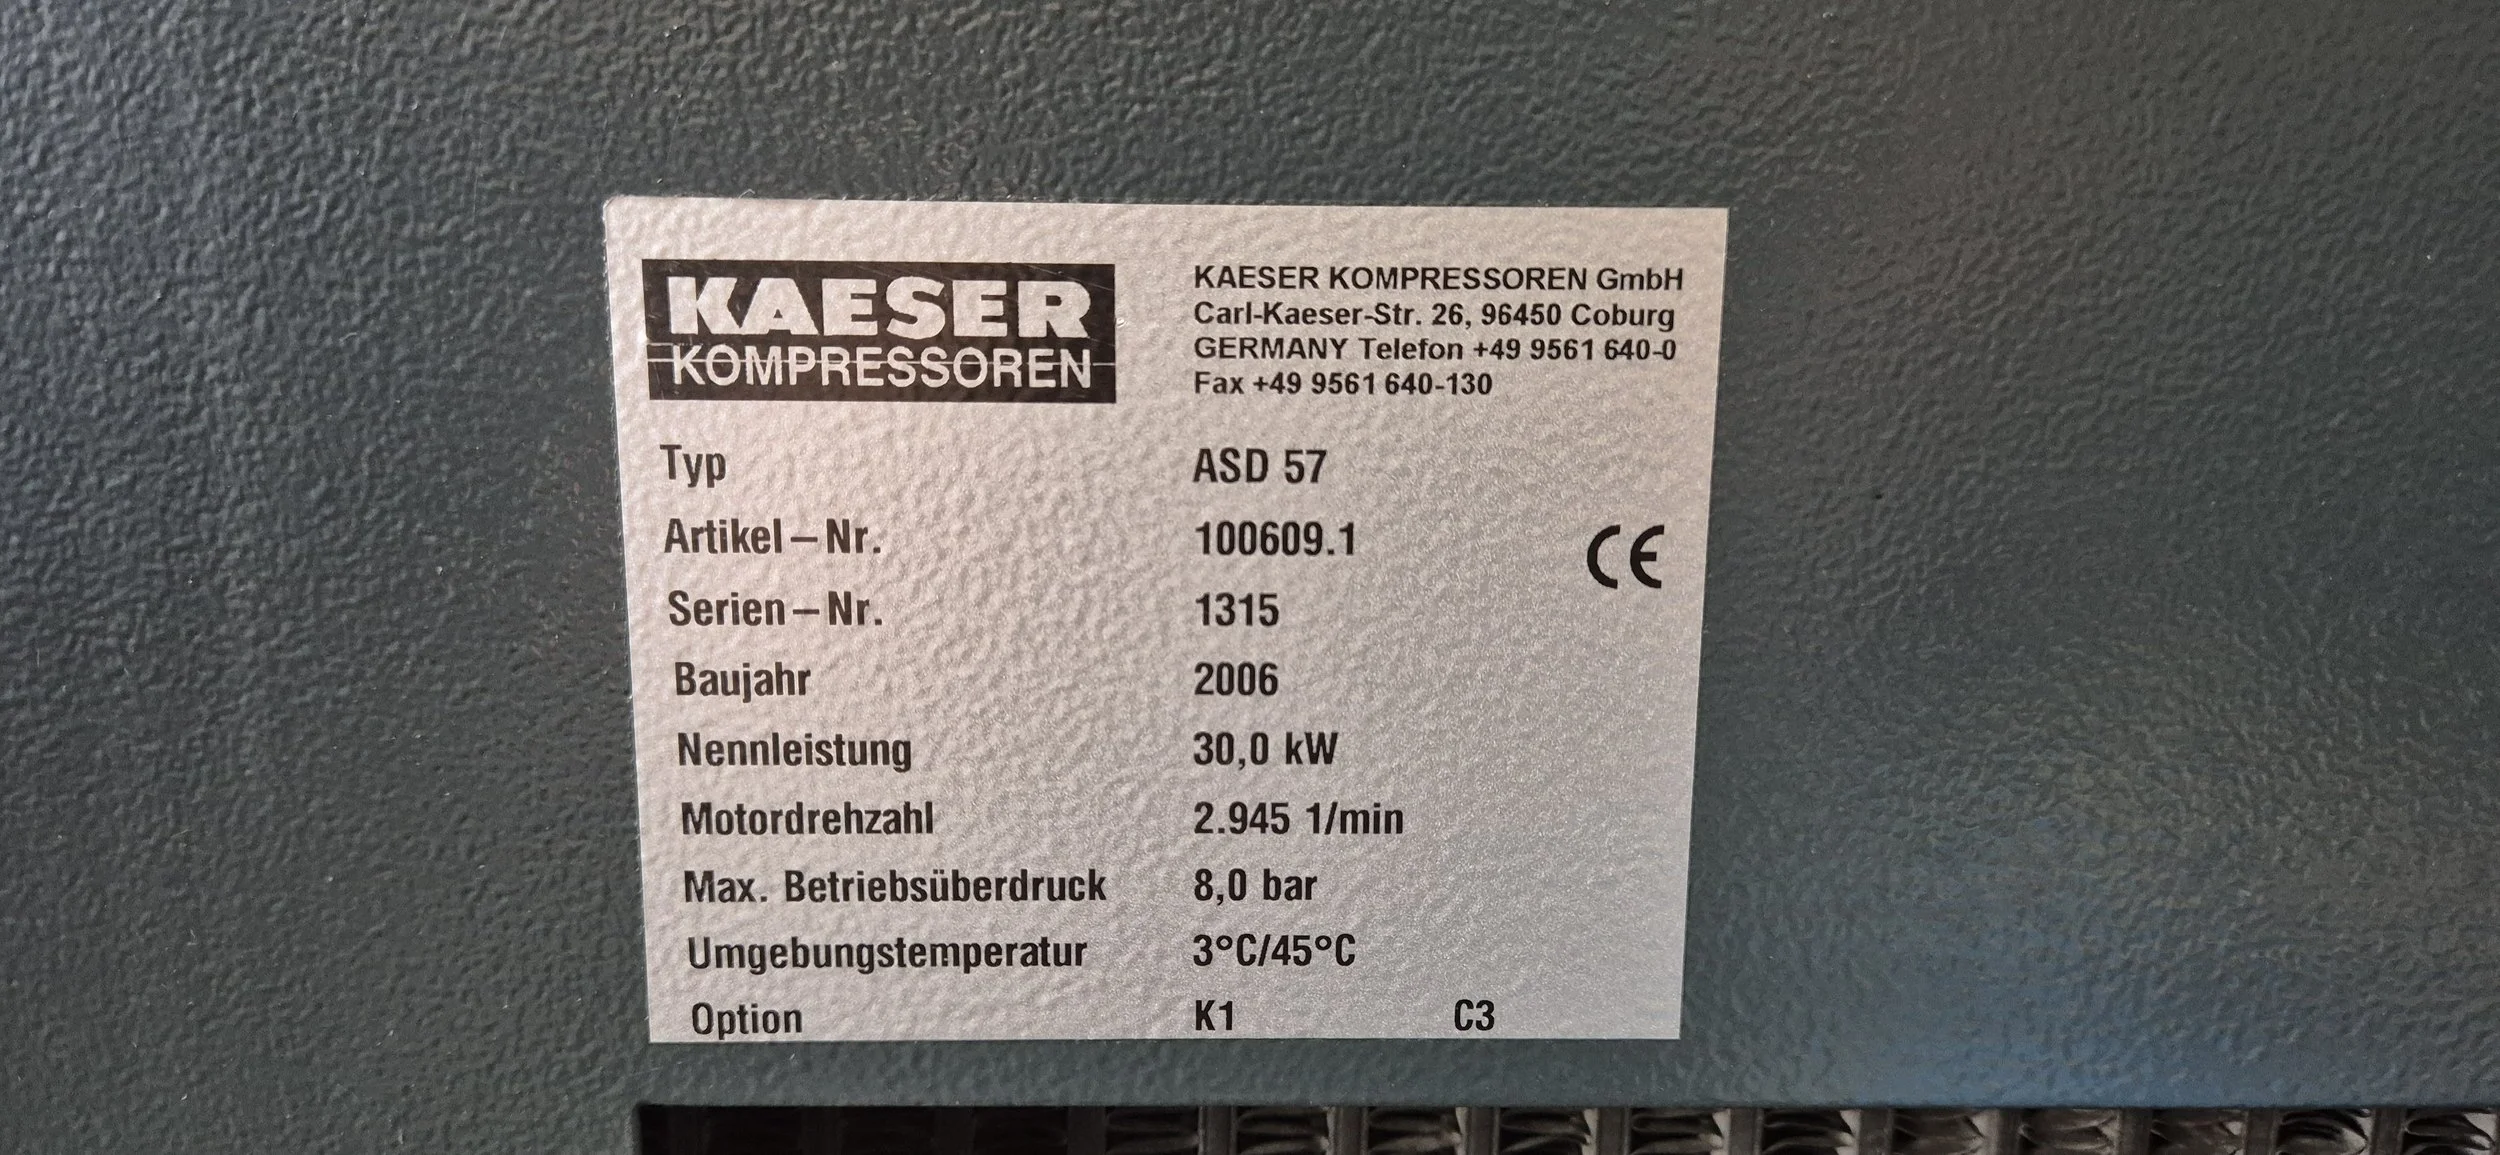 KAESER
KOMPRESSOREN
KAESER KOMPRESSOREN GmbH
Carl-Kaeser-Str. 26, 96450 Coburg
GERMANY Telefon +49 9561 640-0
Fax +49 9561 640-130
Typ ASD 57
Artikel–Nr. 100609.1
CE
Serien–Nr. 1315
Baujahr 2006
Nennleistung 30,0 kW
Motordrehzahl 2.945 1/min
Max. Betriebsüberdruck 8,0 bar
Umgebungstemperatur 3°C/45°C
Option K1 C3